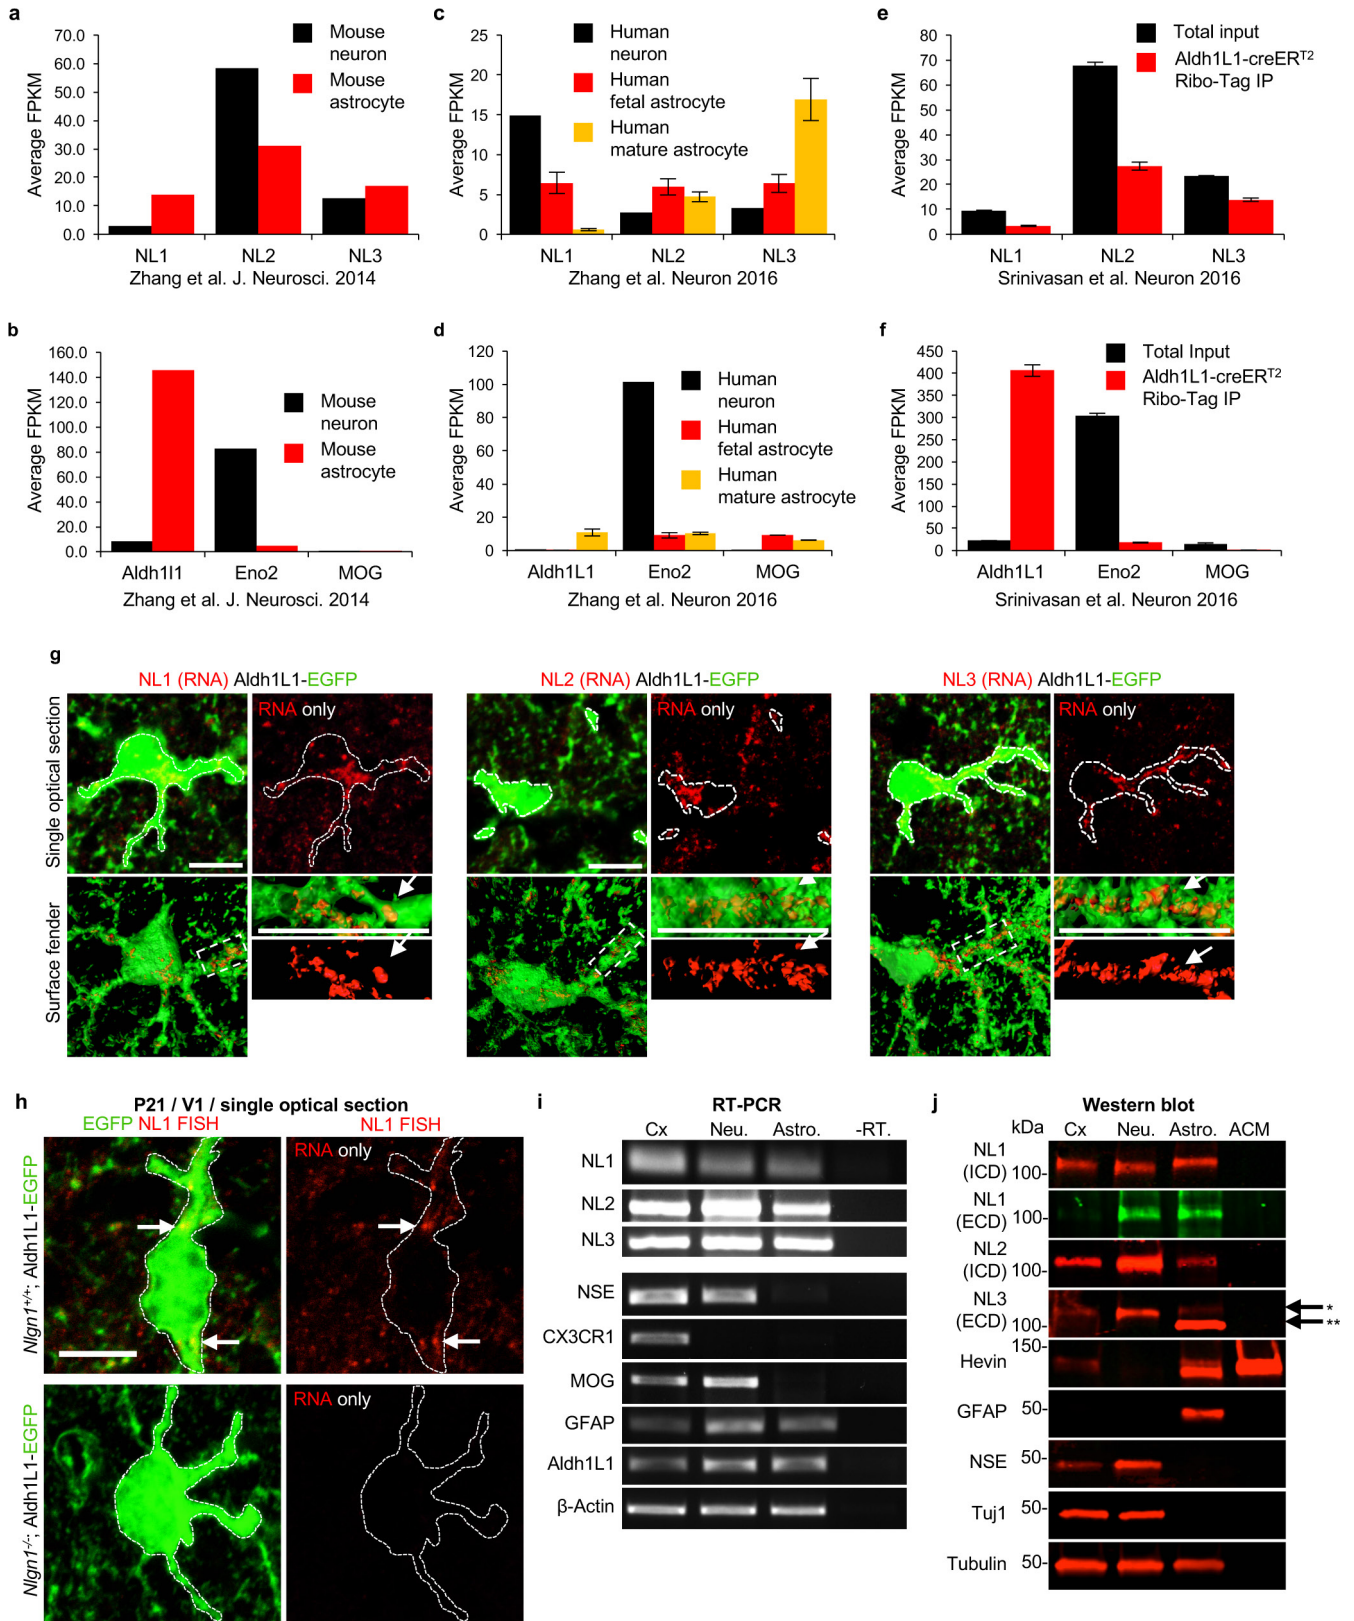 a
Average FPKM
70.0
60.0
50.0
40.0
30.0
20.0
10.0
0.0
Mouse
neuron
Mouse
astrocyte
NL1 NL2 NL3
Zhang et al. J. Neurosci. 2014
c
Average FPKM
25
20
15
10
5
0
Human
neuron
Human
fetal astrocyte
Human
mature astrocyte
NL1 NL2 NL3
Zhang et al. Neuron 2016
e
Average FPKM
80
70
60
50
40
30
20
10
0
Total input
Aldh1L1-creERT2
Ribo-Tag IP
NL1 NL2 NL3
Srinivasan et al. Neuron 2016
b
Average FPKM
160.0
140.0
120.0
100.0
80.0
60.0
40.0
20.0
0.0
Mouse
neuron
Mouse
astrocyte
Aldh1l1 Eno2 MOG
Zhang et al. J. Neurosci. 2014
d
Average FPKM
120
100
80
60
40
20
0
Human
neuron
Human
fetal astrocyte
Human
mature astrocyte
Aldh1L1 Eno2 MOG
Zhang et al. Neuron 2016
f
Average FPKM
450
400
350
300
250
200
150
100
50
0
Total Input
Aldh1L1-creERT2
Ribo-Tag IP
Aldh1L1 Eno2 MOG
Srinivasan et al. Neuron 2016
g
NL1 (RNA) Aldh1L1-EGFP
NL2 (RNA) Aldh1L1-EGFP
NL3 (RNA) Aldh1L1-EGFP
Single optical section
RNA only
RNA only
RNA only
Surface fender
h
P21 / V1 / single optical section
EGFP NL1 FISH
NL1 FISH
Nlgn1+/+; Aldh1L1-EGFP
RNA only
Nlgn1-/-; Aldh1L1-EGFP
RNA only
i
RT-PCR
Cx Neu. Astro. -RT.
NL1
NL2
NL3
NSE
CX3CR1
MOG
GFAP
Aldh1L1
β-Actin
j
Western blot
kDa Cx Neu. Astro. ACM
NL1
(ICD) 100-
NL1
(ECD) 100-
NL2
(ICD) 100-
NL3
(ECD) 100-
*
**
Hevin 150-
GFAP 50-
NSE 50-
Tuj1 50-
Tubulin 50-